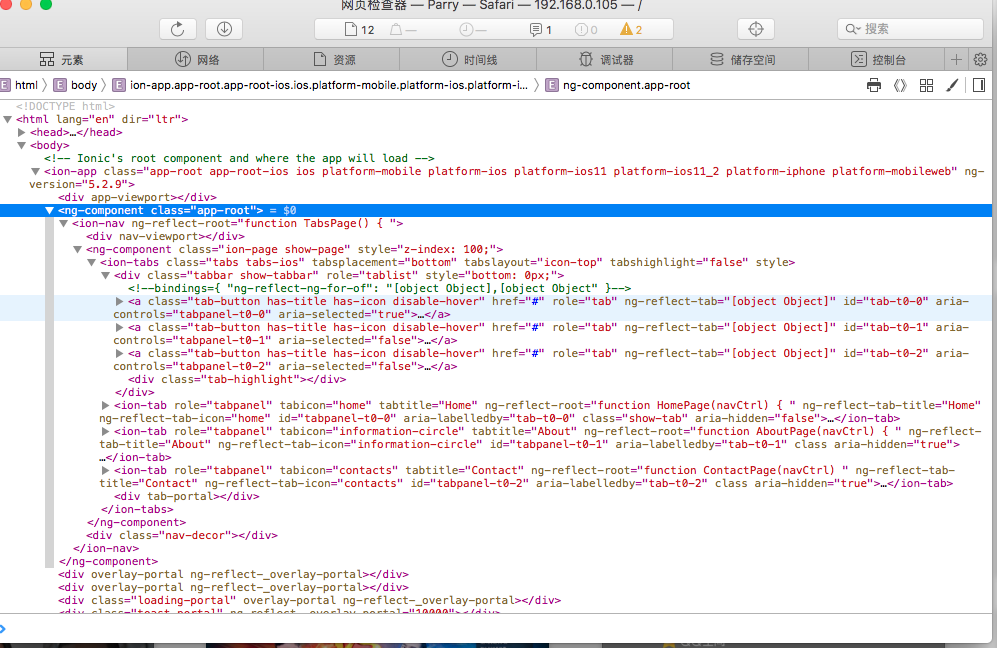 网页检查器 — Parry — Safari — 192.168.0.105 — /
12 — — 1 0 2 搜索
元素 网络 资源 时间线 调试器 储存空间 控制台
E html E body E ion-app.app-root.app-root-ios.ios.platform-mobile.platform-ios.platform-i... E ng-component.app-root
<!DOCTYPE html>
<html lang="en" dir="ltr">
<head>…</head>
<body>
<!-- Ionic's root component and where the app will load -->
<ion-app class="app-root app-root-ios ios platform-mobile platform-ios platform-ios11 platform-ios11_2 platform-iphone platform-mobileweb" ng-
version="5.2.9">
<div app-viewport></div>
<ng-component class="app-root"> = $0
<ion-nav ng-reflect-root="function TabsPage() { ">
<div nav-viewport></div>
<ng-component class="ion-page show-page" style="z-index: 100;">
<ion-tabs class="tabs tabs-ios" tabsplacement="bottom" tabslayout="icon-top" tabshighlight="false" style>
<div class="tabbar show-tabbar" role="tablist" style="bottom: 0px;">
<!--bindings={ "ng-reflect-ng-for-of": "[object Object],[object Object" }-->
<a class="tab-button has-title has-icon disable-hover" href="#" role="tab" ng-reflect-tab="[object Object]" id="tab-t0-0" aria-
controls="tabpanel-t0-0" aria-selected="true">…</a>
<a class="tab-button has-title has-icon disable-hover" href="#" role="tab" ng-reflect-tab="[object Object]" id="tab-t0-1" aria-
controls="tabpanel-t0-1" aria-selected="false">…</a>
<a class="tab-button has-title has-icon disable-hover" href="#" role="tab" ng-reflect-tab="[object Object]" id="tab-t0-2" aria-
controls="tabpanel-t0-2" aria-selected="false">…</a>
<div class="tab-highlight"></div>
</div>
<ion-tab role="tabpanel" tabicon="home" tabtitle="Home" ng-reflect-root="function HomePage(navCtrl) { " ng-reflect-tab-title="Home"
ng-reflect-tab-icon="home" id="tabpanel-t0-0" aria-labelledby="tab-t0-0" class="show-tab" aria-hidden="false">…</ion-tab>
<ion-tab role="tabpanel" tabicon="information-circle" tabtitle="About" ng-reflect-root="function AboutPage(navCtrl) { " ng-reflect-
tab-title="About" ng-reflect-tab-icon="information-circle" id="tabpanel-t0-1" aria-labelledby="tab-t0-1" class aria-hidden="true">
…</ion-tab>
<ion-tab role="tabpanel" tabicon="contacts" tabtitle="Contact" ng-reflect-root="function ContactPage(navCtrl) " ng-reflect-tab-
title="Contact" ng-reflect-tab-icon="contacts" id="tabpanel-t0-2" aria-labelledby="tab-t0-2" class aria-hidden="true">…</ion-tab>
<div tab-portal></div>
</ion-tabs>
</ng-component>
<div class="nav-decor"></div>
</ion-nav>
</ng-component>
<div overlay-portal ng-reflect-_overlay-portal></div>
<div overlay-portal ng-reflect-_overlay-portal></div>
<div class="loading-portal" overlay-portal ng-reflect-_overlay-portal></div>
<div class="toast-portal" ng-reflect-_overlay-portal="10000"></div>